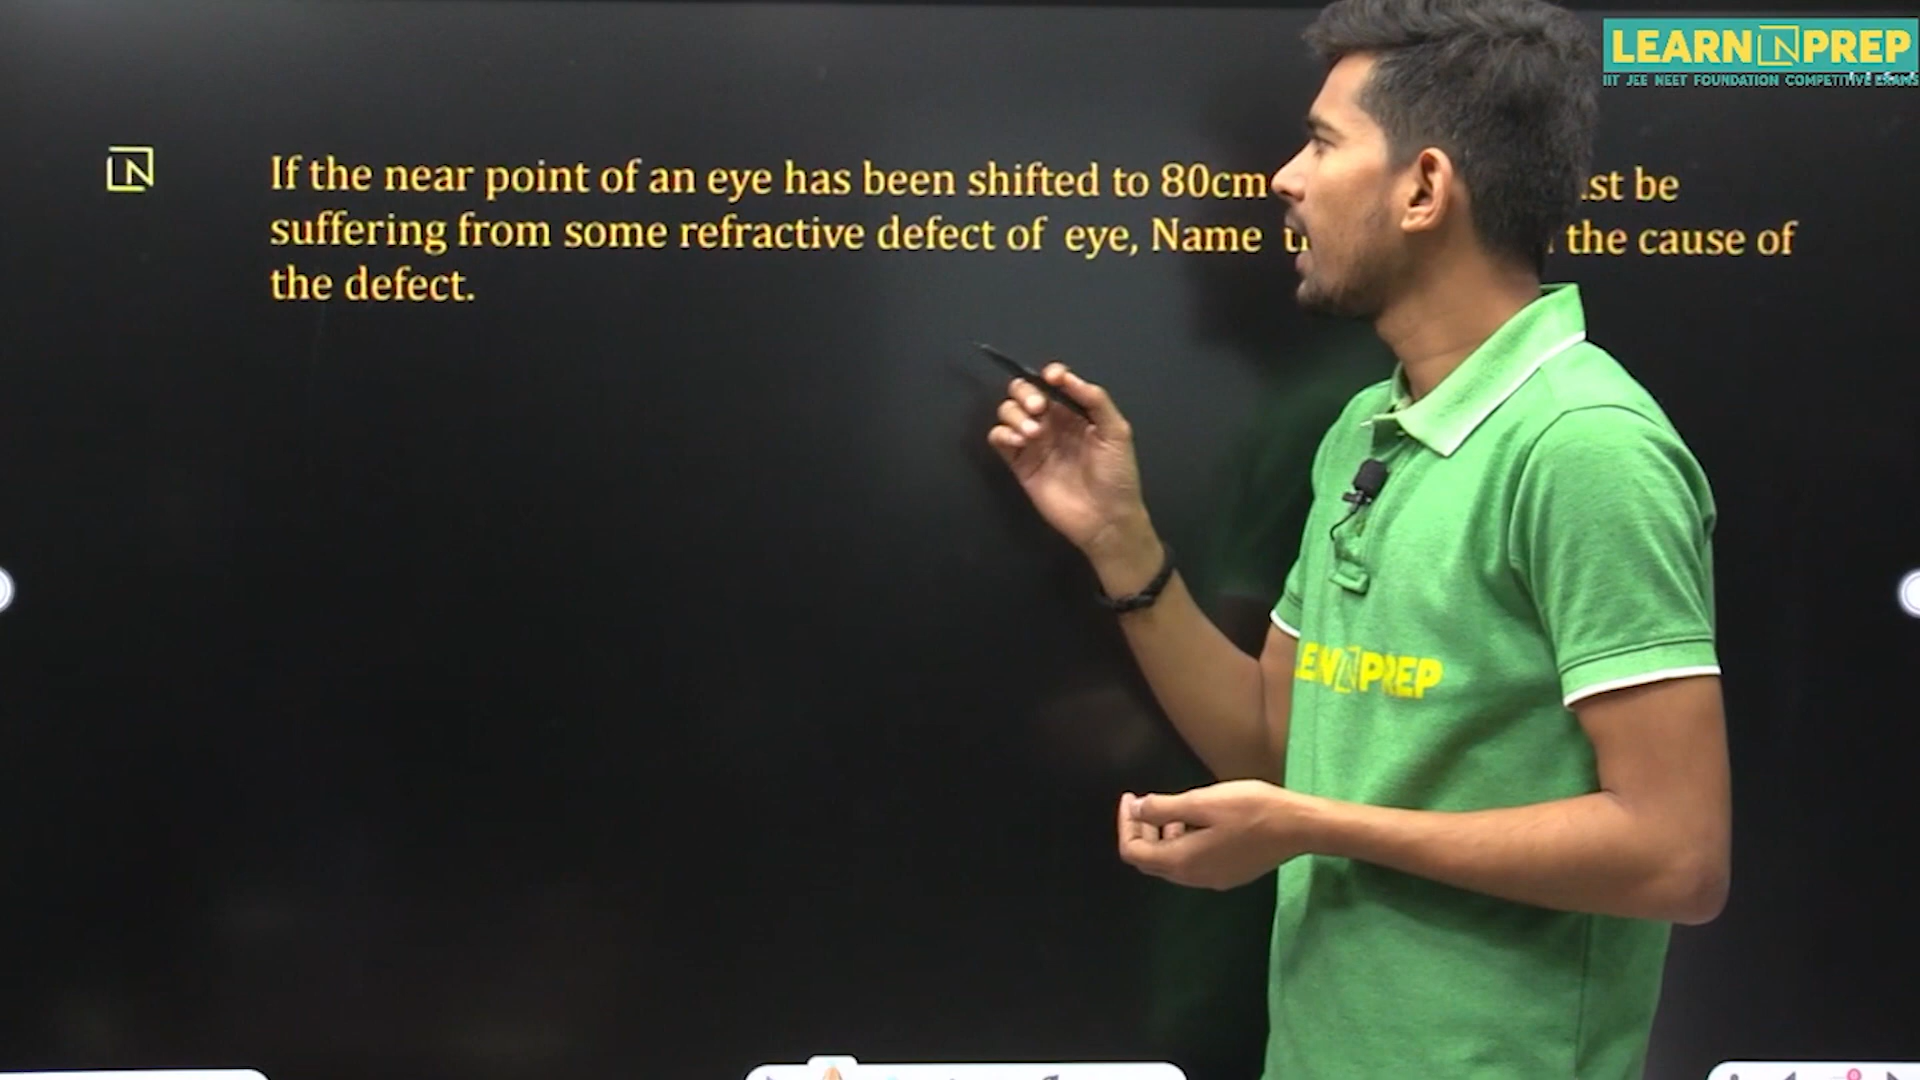 LEARN N PREP
IIT JEE NEET FOUNDATION COMPETITIVE EXAMS
If the near point of an eye has been shifted to 80cm be
suffering from some refractive defect of eye, Name the cause of
the defect.
PREP